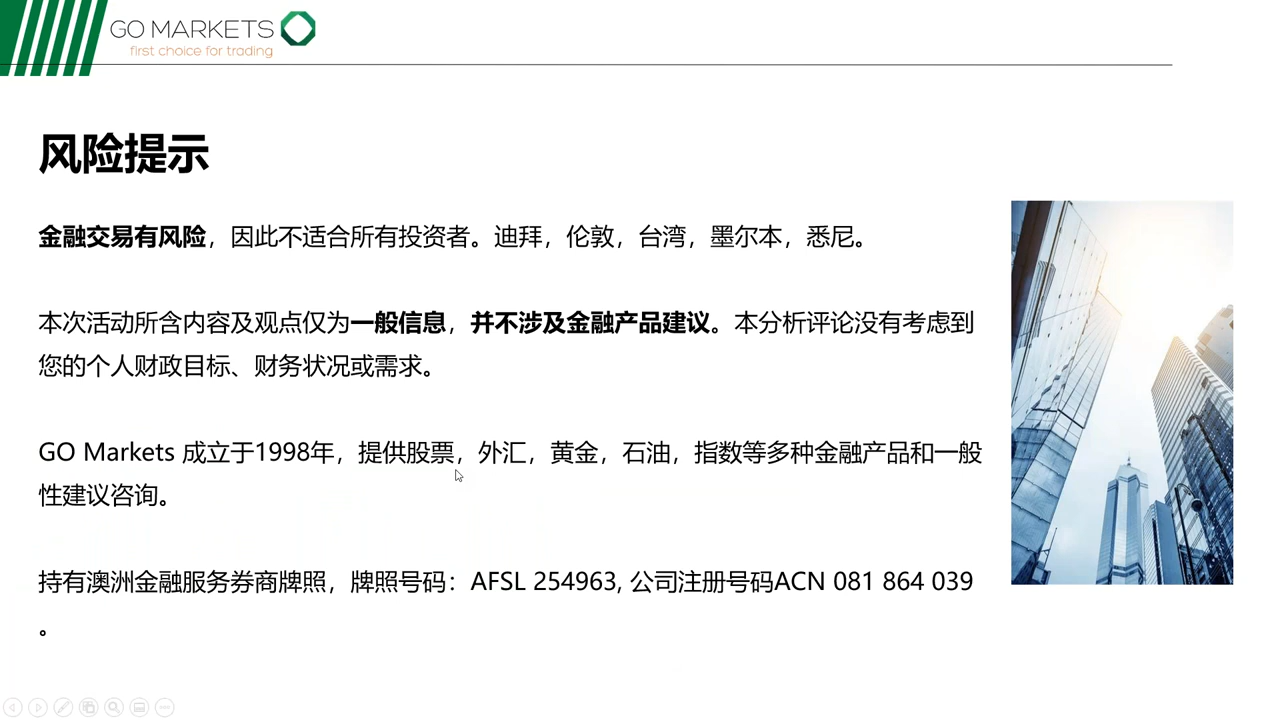 GO MARKETS
first choice for trading
风险提示
金融交易有风险，因此不适合所有投资者。迪拜，伦敦，台湾，墨尔本，悉尼。
本次活动所含内容及观点仅为一般信息，并不涉及金融产品建议。本分析评论没有考虑到
您的个人财政目标、财务状况或需求。
GO Markets 成立于1998年，提供股票，外汇，黄金，石油，指数等多种金融产品和一般
性建议咨询。
持有澳洲金融服务券商牌照，牌照号码：AFSL 254963, 公司注册号码ACN 081 864 039
。